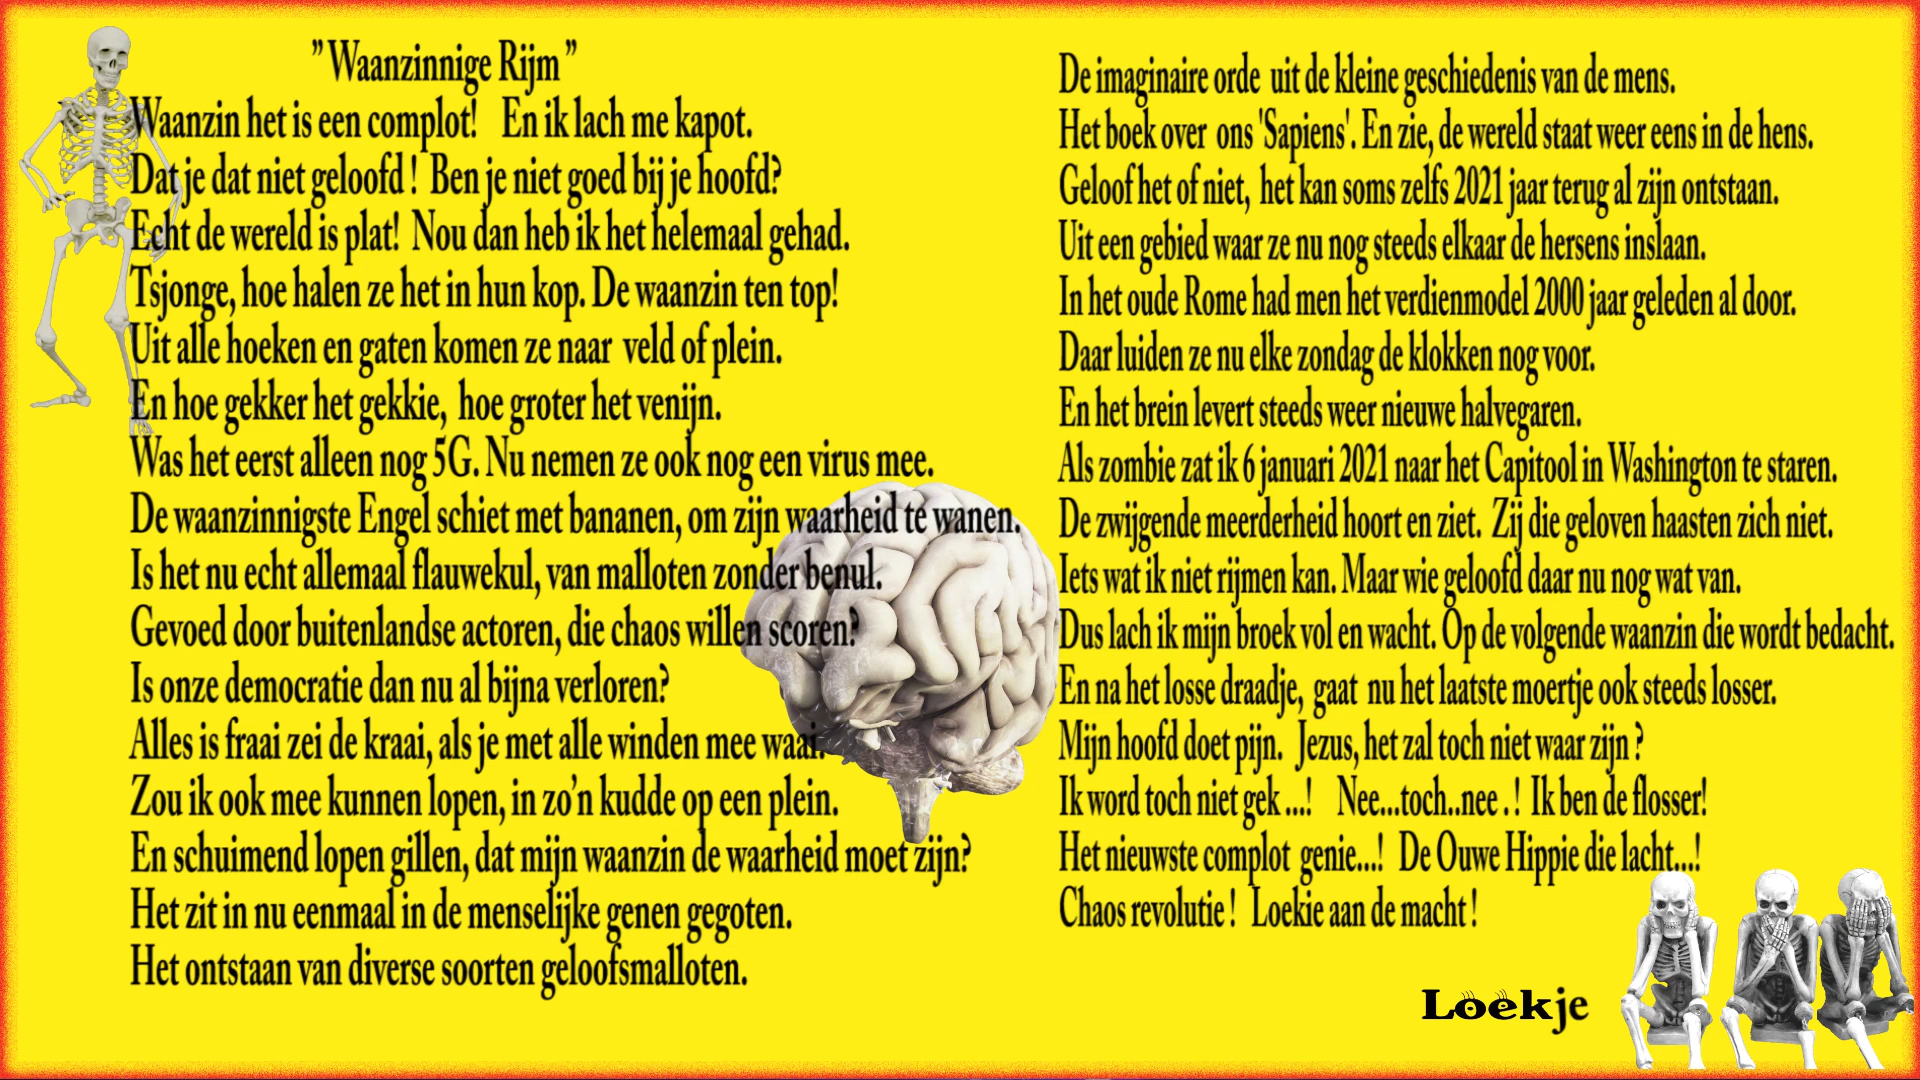 " Waanzinnige Rijm "
Waanzin het is een complot! En ik lach me kapot.
Dat je dat niet geloofd ! Ben je niet goed bij je hoofd?
Echt de wereld is plat! Nou dan heb ik het helemaal gehad.
Tsjonge, hoe halen ze het in hun kop. De waanzin ten top!
Uit alle hoeken en gaten komen ze naar veld of plein.
En hoe gekker het gekkie, hoe groter het venijn.
Was het eerst alleen nog 5G. Nu nemen ze ook nog een virus mee.
De waanzinnigste Engel schiet met bananen, om zijn waarheid te wanen.
Is het nu echt allemaal flauwekul, van malloten zonder benul.
Gevoed door buitenlandse actoren, die chaos willen scoren?
Is onze democratie dan nu al bijna verloren?
Alles is fraai zei de kraai, als je met alle winden mee waai.
Zou ik ook mee kunnen lopen, in zo'n kudde op een plein.
En schuimend lopen gillen, dat mijn waanzin de waarheid moet zijn?
Het zit in nu eenmaal in de menselijke genen gegoten.
Het ontstaan van diverse soorten geloofsmalloten.
De imaginaire orde uit de kleine geschiedenis van de mens.
Het boek over ons 'Sapiens'. En zie, de wereld staat weer eens in de hens.
Geloof het of niet, het kan soms zelfs 2021 jaar terug al zijn ontstaan.
Uit een gebied waar ze nu nog steeds elkaar de hersens inslaan.
In het oude Rome had men het verdienmodel 2000 jaar geleden al door.
Daar luiden ze nu elke zondag de klokken nog voor.
En het brein levert steeds weer nieuwe halvegaren.
Als zombie zat ik 6 januari 2021 naar het Capitool in Washington te staren.
De zwijgende meerderheid hoort en ziet. Zij die geloven haasten zich niet.
Iets wat ik niet rijmen kan. Maar wie geloofd daar nu nog wat van.
Dus lach ik mijn broek vol en wacht. Op de volgende waanzin die wordt bedacht.
En na het losse draadje, gaat nu het laatste moertje ook steeds losser.
Mijn hoofd doet pijn. Jezus, het zal toch niet waar zijn ?
Ik word toch niet gek ...! Nee...toch..nee . ! Ik ben de flosser!
Het nieuwste complot genie...! De Ouwe Hippie die lacht...!
Chaos revolutie ! Loekie aan de macht !
Loekje